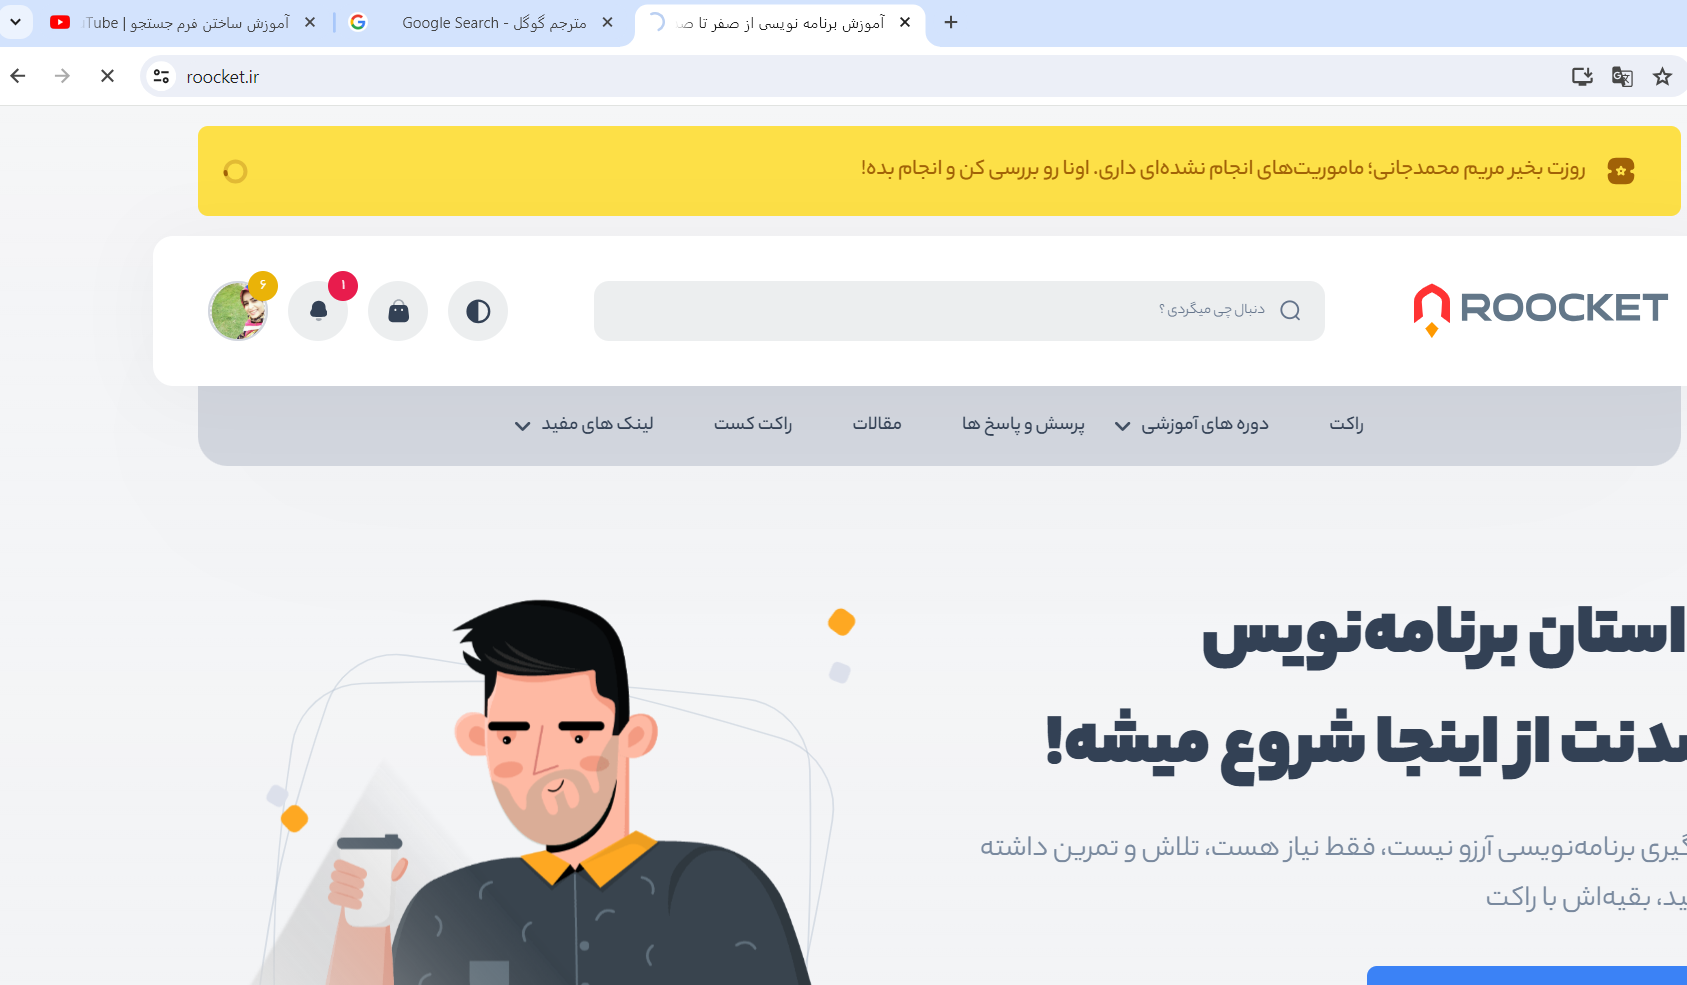 Tube | آموزش ساختن فرم جستجو
مترجم گوگل - Google Search
آموزش برنامه نویسی از صفر تا
roocket.ir
روزت بخیر مریم محمدجانی؛ ماموریت‌های انجام نشده‌ای داری. اونا رو بررسی کن و انجام بده!
ROOCKET
دنبال چی میگردی ؟
۱
۶
راکت
دوره های آموزشی
پرسش و پاسخ ها
مقالات
راکت کست
لینک های مفید
استان برنامه‌نویس
دنت از اینجا شروع میشه!
گیری برنامه‌نویسی آرزو نیست، فقط نیاز هست، تلاش و تمرین داشته
ید، بقیه‌اش با راکت